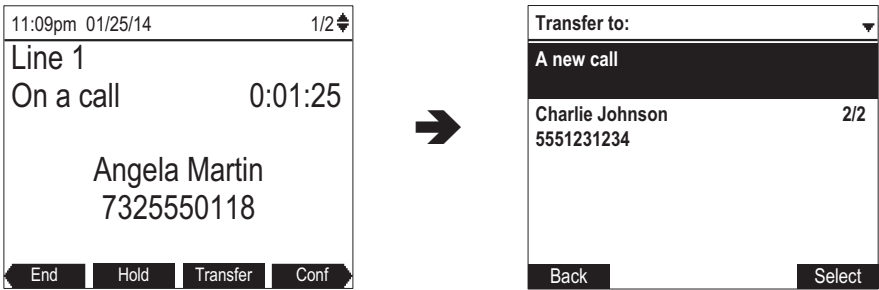 11:09pm 01/25/14 1/2
Line 1
On a call 0:01:25
Angela Martin
7325550118
End Hold Transfer Conf
Transfer to:
A new call
Charlie Johnson 2/2
5551231234
Back Select